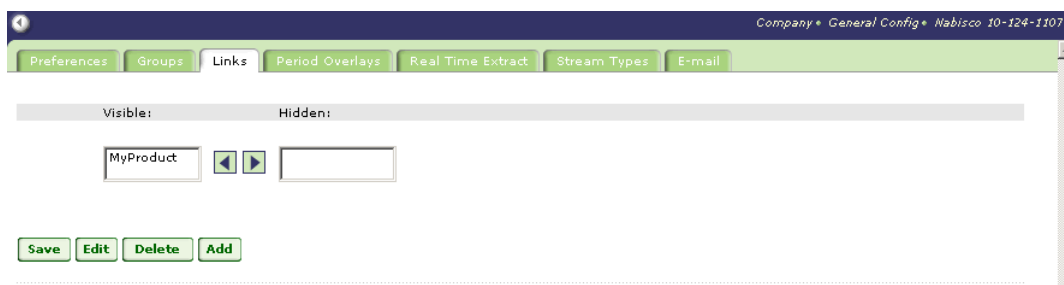 Company • General Config • Nabisco 10-124-1107
Preferences Groups Links Period Overlays Real Time Extract Stream Types E-mail
Visible: Hidden:
MyProduct
Save Edit Delete Add